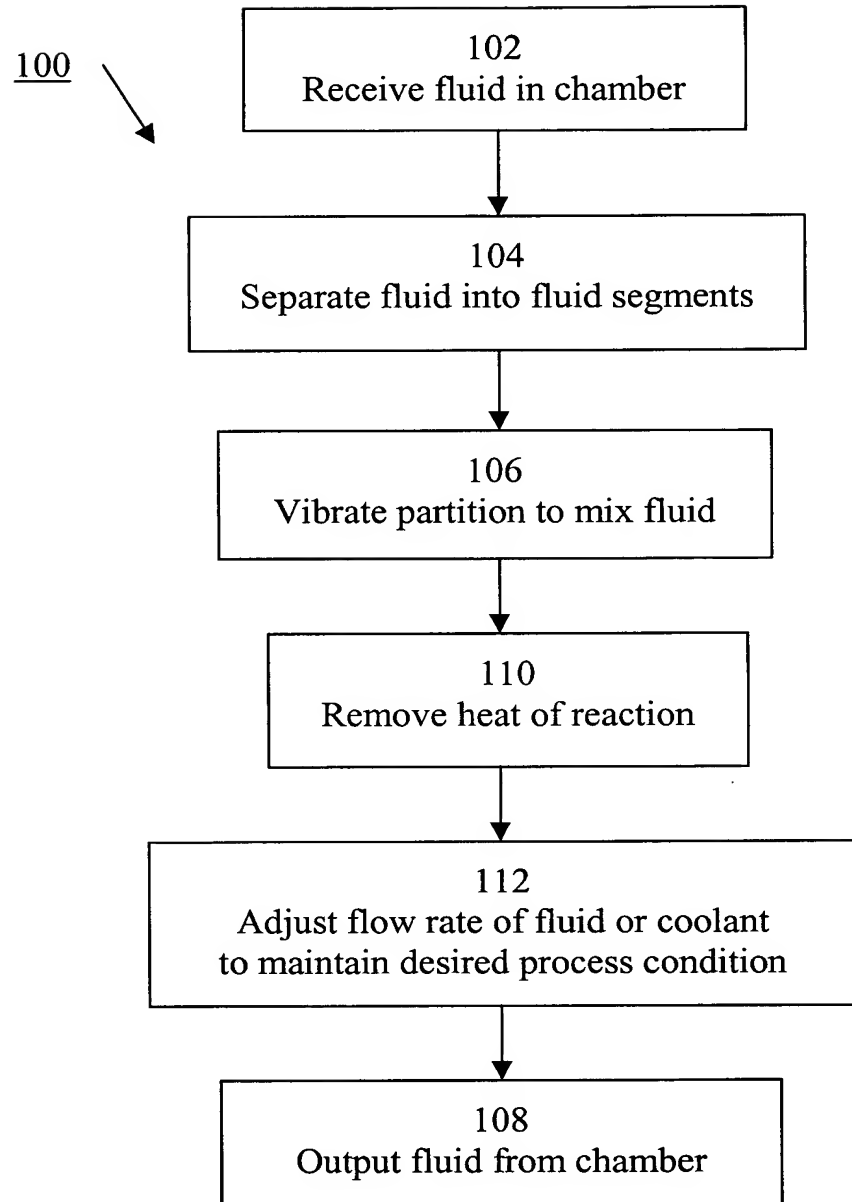 100
102
Receive fluid in chamber
104
Separate fluid into fluid segments
106
Vibrate partition to mix fluid
110
Remove heat of reaction
112
Adjust flow rate of fluid or coolant
to maintain desired process condition
108
Output fluid from chamber